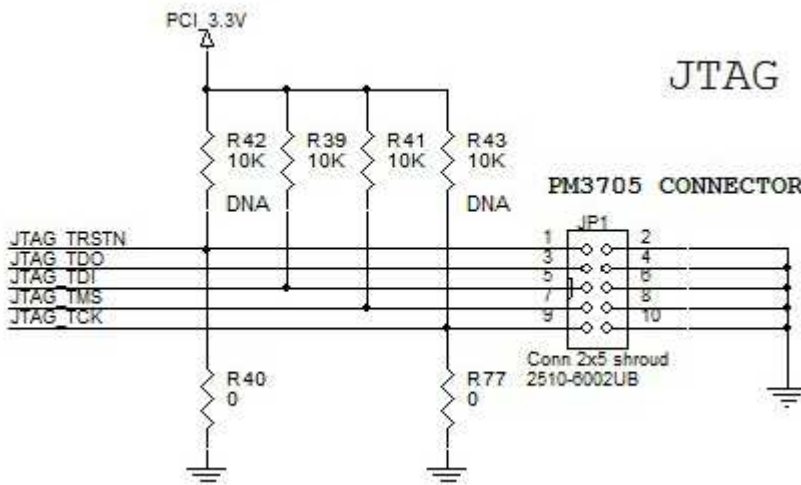 PCI_3.3V
JTAG
R42 R39 R41 R43
10K 10K 10K 10K
DNA DNA
PM3705 CONNECTOR
JP1
JTAG_TRSTN 1 2
JTAG_TDO 3 4
JTAG_TDI 5 6
JTAG_TMS 7 8
JTAG_TCK 9 10
Conn 2x5 shroud
2510-6002UB
R40 R77
0 0